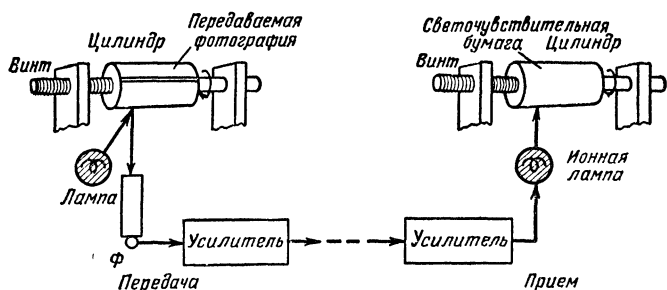 Передаваемая
фотография
Цилиндр
Винт
Лампа
Ф
Усилитель
Передача
Светочувствительная
бумага Цилиндр
Винт
Ионная
лампа
Усилитель
Прием